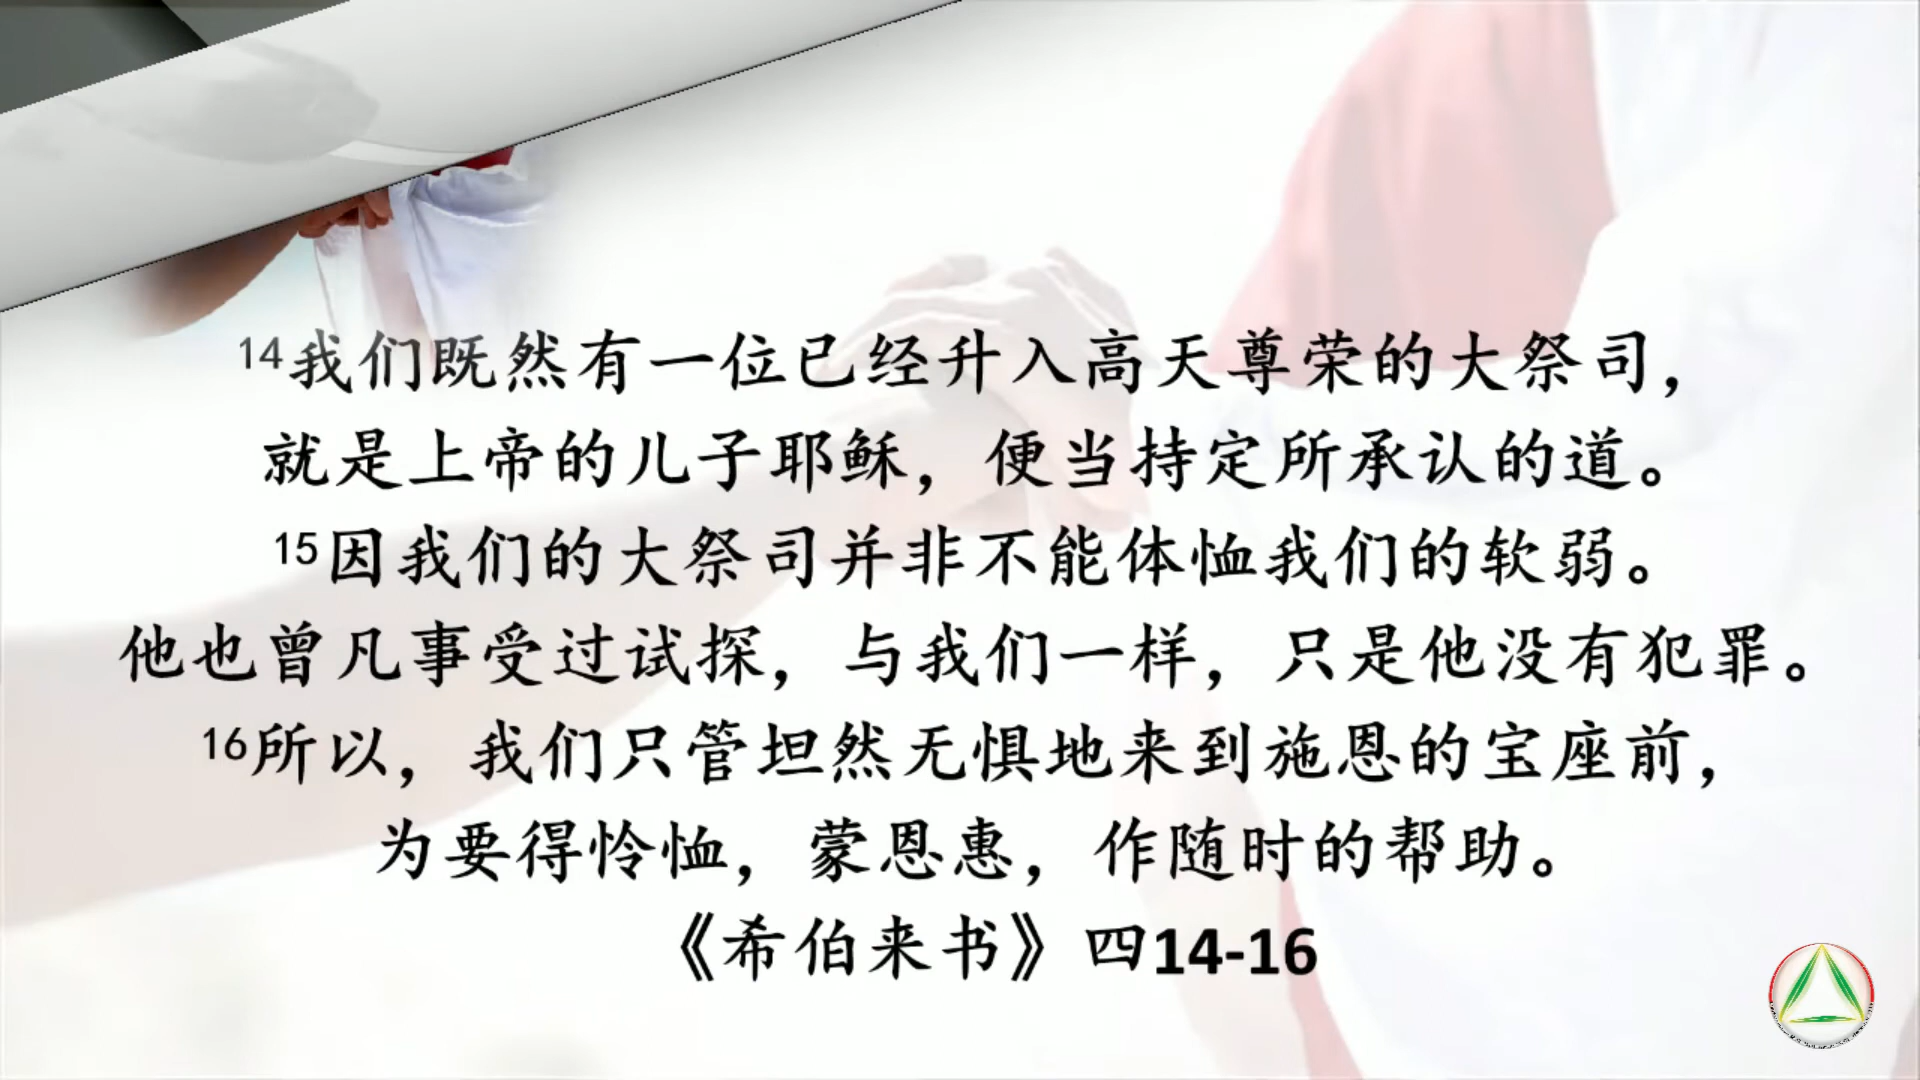 14我们既然有一位已经升入高天尊荣的大祭司，
就是上帝的儿子耶稣，便当持定所承认的道。
15因我们的大祭司并非不能体恤我们的软弱。
他也曾凡事受过试探，与我们一样，只是他没有犯罪。
16所以，我们只管坦然无惧地来到施恩的宝座前，
为要得怜恤，蒙恩惠，作随时的帮助。
《希伯来书》四14-16